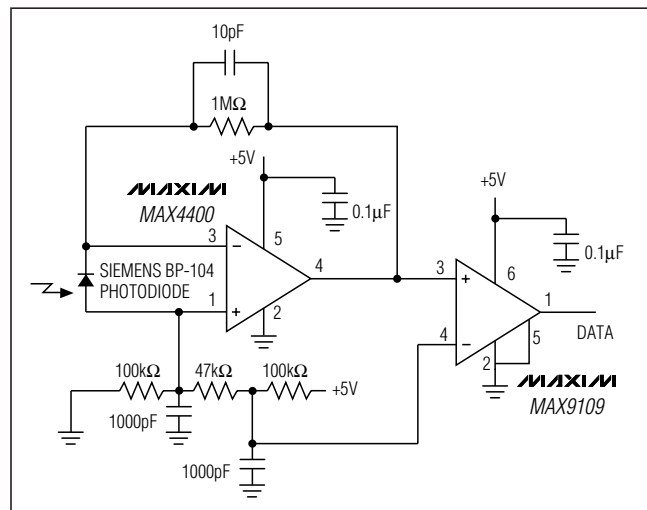 10pF
1MΩ
+5V
0.1µF
MAXIM
MAX4400
3
−
5
4
SIEMENS BP-104
PHOTODIODE
1
+
2
100kΩ
47kΩ
100kΩ
+5V
1000pF
1000pF
+5V
0.1µF
3
+
6
1
4
−
5
DATA
2
MAXIM
MAX9109